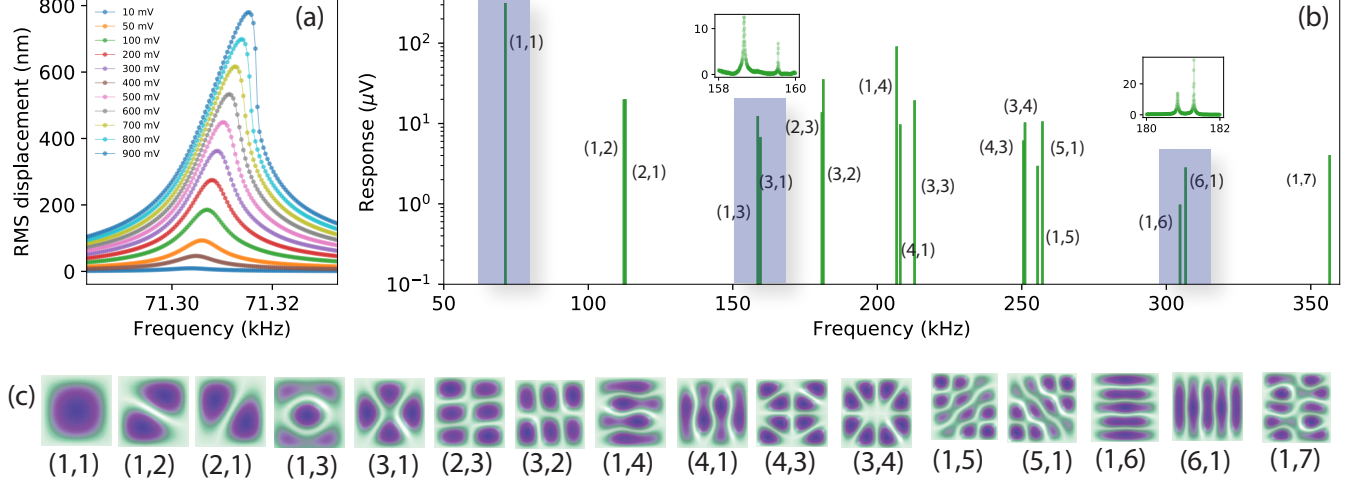 (a)
RMS displacement (nm)
800
600
400
200
0
10 mV
50 mV
100 mV
200 mV
300 mV
400 mV
500 mV
600 mV
700 mV
800 mV
900 mV
71.30 71.32
Frequency (kHz)
(b)
Response (μV)
10²
10¹
10⁰
10⁻¹
(1,1)
(1,2)
(2,1)
(1,3)
(3,1)
(2,3)
(3,2)
(1,4)
(4,1)
(3,3)
(4,3)
(3,4)
(5,1)
(1,5)
(1,6)
(6,1)
(1,7)
10
0
158 160
20
0
180 182
50 100 150 200 250 300 350
Frequency (kHz)
(c)
(1,1) (1,2) (2,1) (1,3) (3,1) (2,3) (3,2) (1,4) (4,1) (4,3) (3,4) (1,5) (5,1) (1,6) (6,1) (1,7)